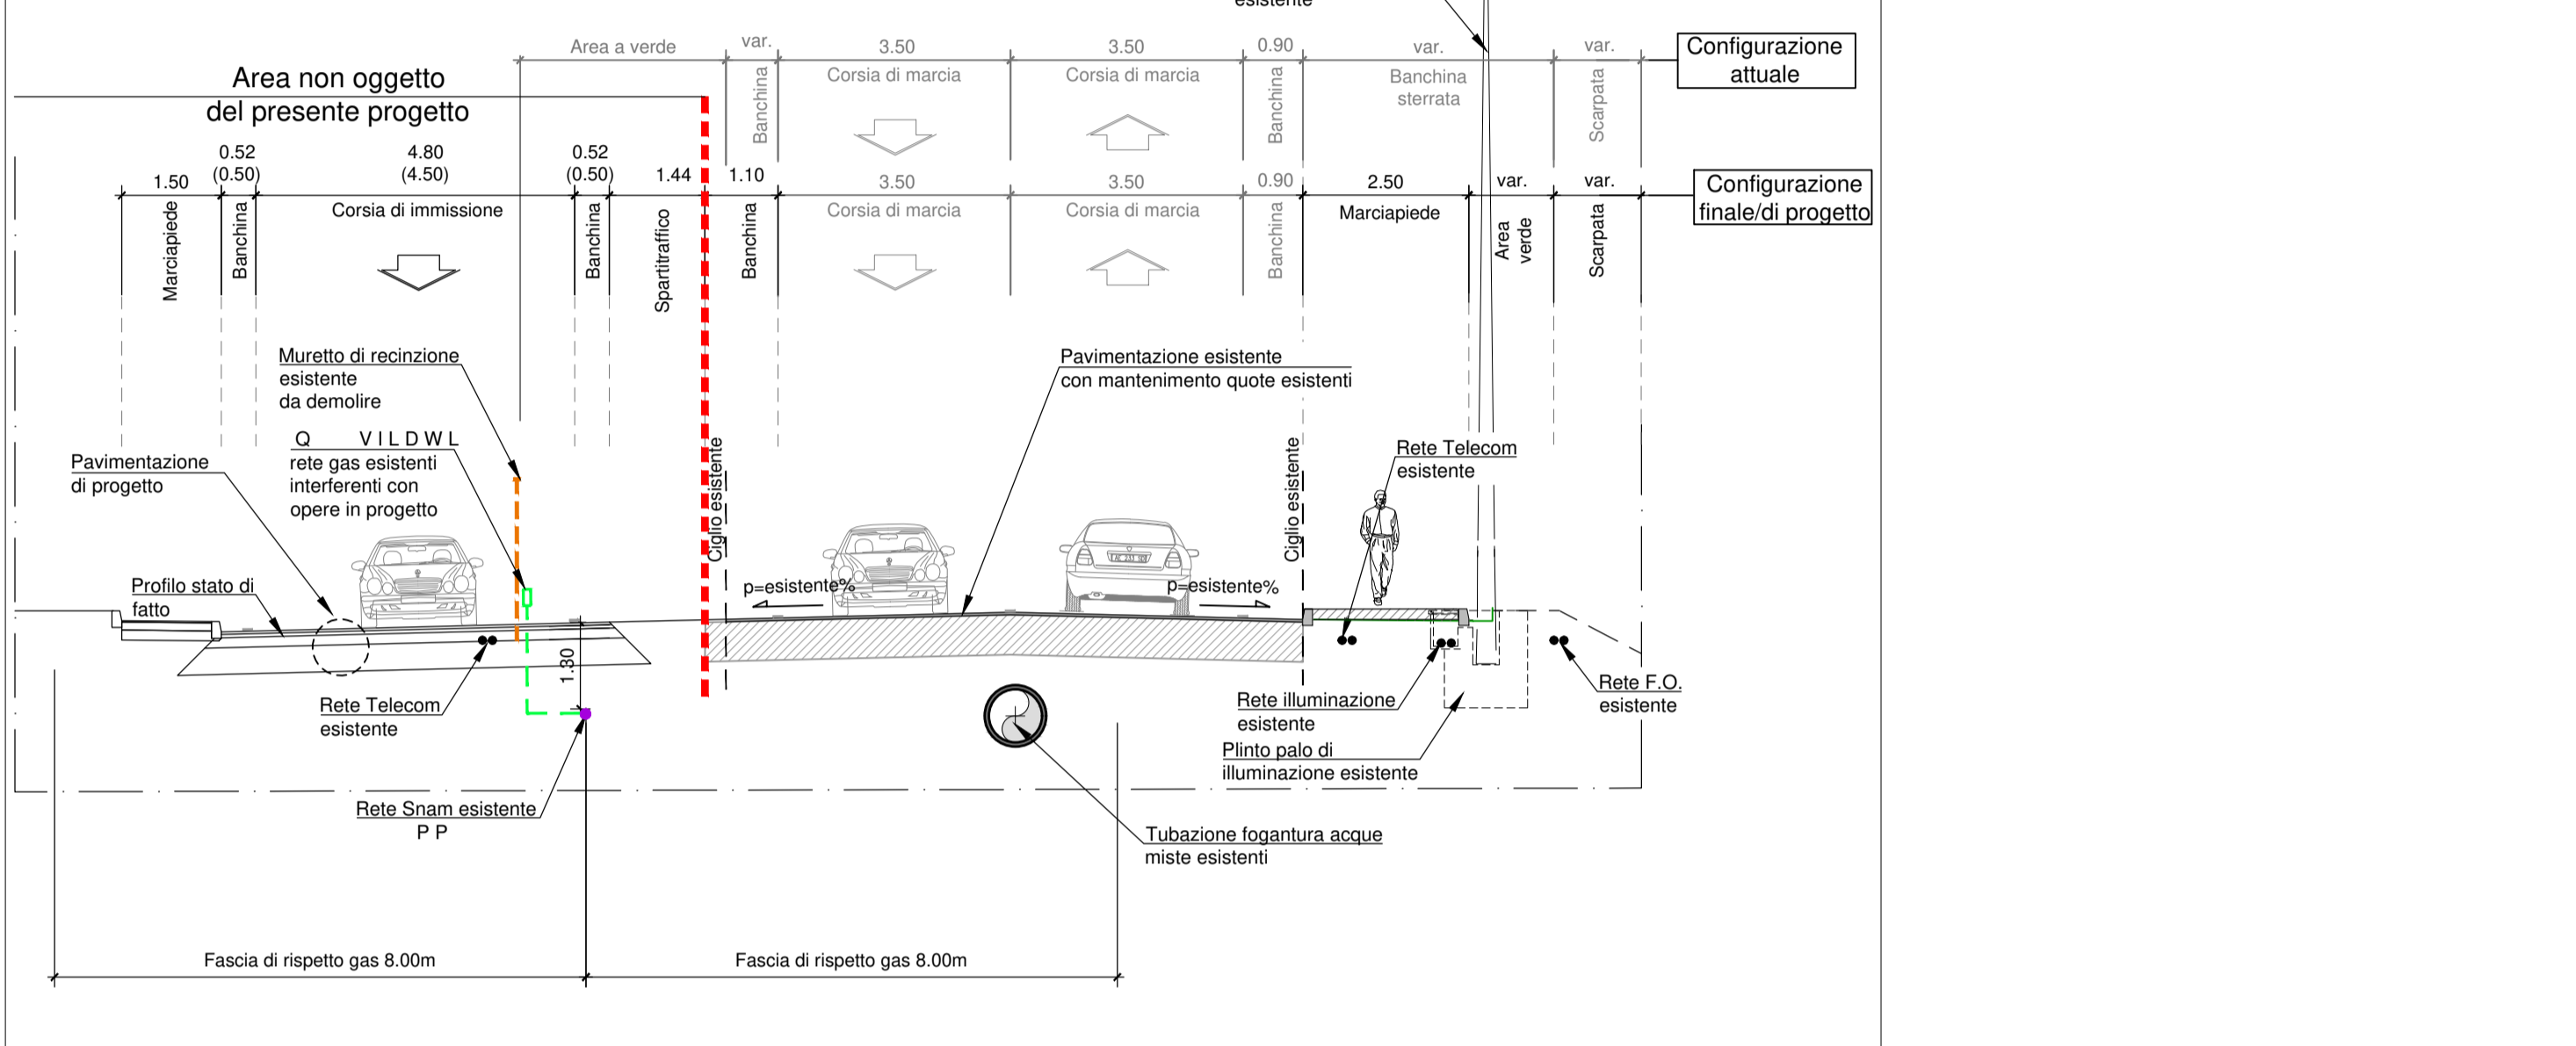 esistente
Area a verde
var.
3.50
3.50
0.90
var.
var.
Configurazione
attuale
Banchina
Corsia di marcia
Corsia di marcia
Banchina
Banchina
sterrata
Scarpata
Area non oggetto
del presente progetto
1.50
0.52
(0.50)
4.80
(4.50)
0.52
(0.50)
1.44
1.10
3.50
3.50
0.90
2.50
var.
var.
Configurazione
finale/di progetto
Marciapiede
Banchina
Corsia di immissione
Banchina
Spartitraffico
Banchina
Corsia di marcia
Corsia di marcia
Banchina
Marciapiede
Area
verde
Scarpata
Muretto di recinzione
esistente
da demolire
Pavimentazione esistente
con mantenimento quote esistenti
Q VILDWL
rete gas esistenti
interferenti con
opere in progetto
Pavimentazione
di progetto
Ciglio esistente
Ciglio esistente
Rete Telecom
esistente
Profilo stato di
fatto
p=esistente%
p=esistente%
1.30
Rete Telecom
esistente
Rete illuminazione
esistente
Rete F.O.
esistente
Plinto palo di
illuminazione esistente
Rete Snam esistente
P P
Tubazione fogantura acque
miste esistenti
Fascia di rispetto gas 8.00m
Fascia di rispetto gas 8.00m